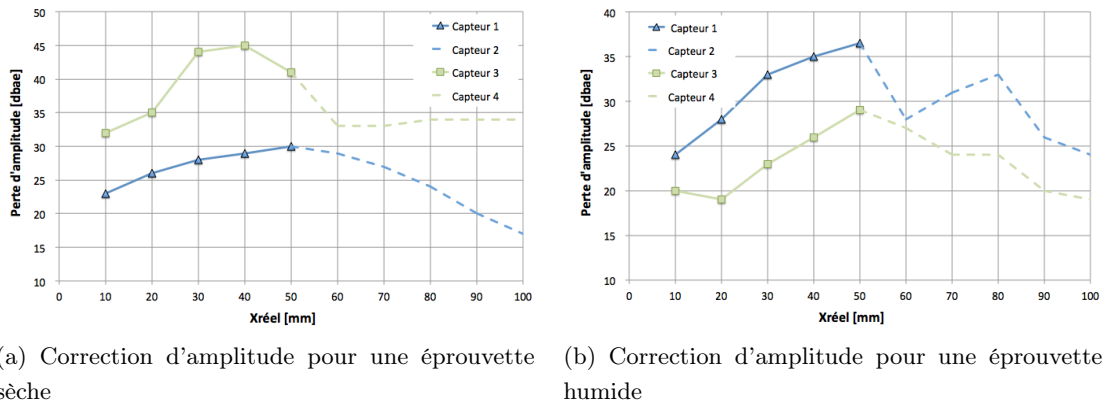 50
45
40
35
30
25
20
15
10
Perte d'amplitude [dbae]
Capteur 1
Capteur 2
Capteur 3
Capteur 4
0 10 20 30 40 50 60 70 80 90 100
Xréel [mm]
40
35
30
25
20
15
10
Perte d'amplitude [dbae]
Capteur 1
Capteur 2
Capteur 3
Capteur 4
0 10 20 30 40 50 60 70 80 90 100
Xréel [mm]
(a) Correction d'amplitude pour une éprouvette
sèche
(b) Correction d'amplitude pour une éprouvette
humide